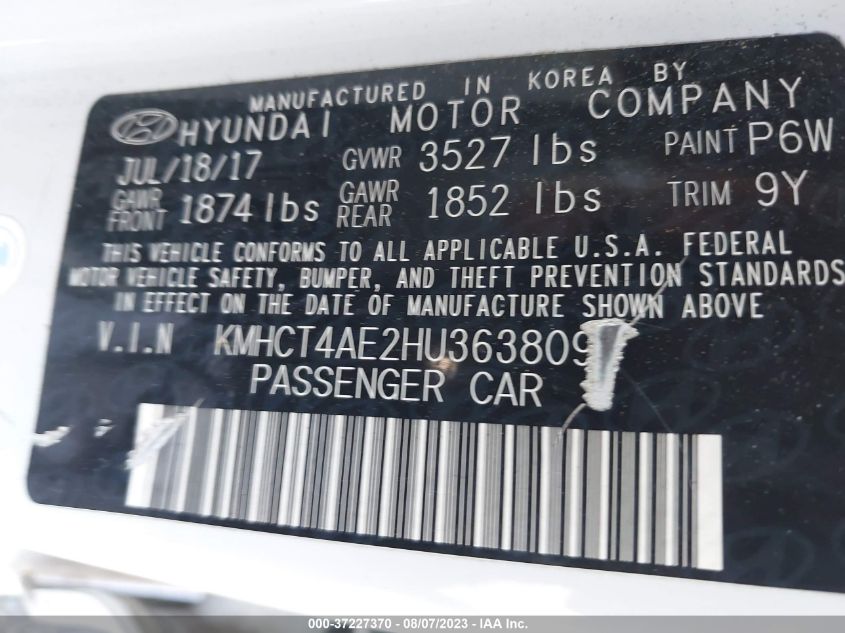 MANUFACTURED IN KOREA BY
HYUNDAI MOTOR COMPANY
JUL/18/17 GVWR 3527 lbs PAINT P6W
GAWR FRONT 1874 lbs GAWR REAR 1852 lbs TRIM 9Y
THIS VEHICLE CONFORMS TO ALL APPLICABLE U.S.A. FEDERAL
MOTOR VEHICLE SAFETY, BUMPER, AND THEFT PREVENTION STANDARDS
IN EFFECT ON THE DATE OF MANUFACTURE SHOWN ABOVE
V.I.N KMHCT4AE2HU363809
PASSENGER CAR
000-37227370 - 08/07/2023 - Copyright © IAA, LLC